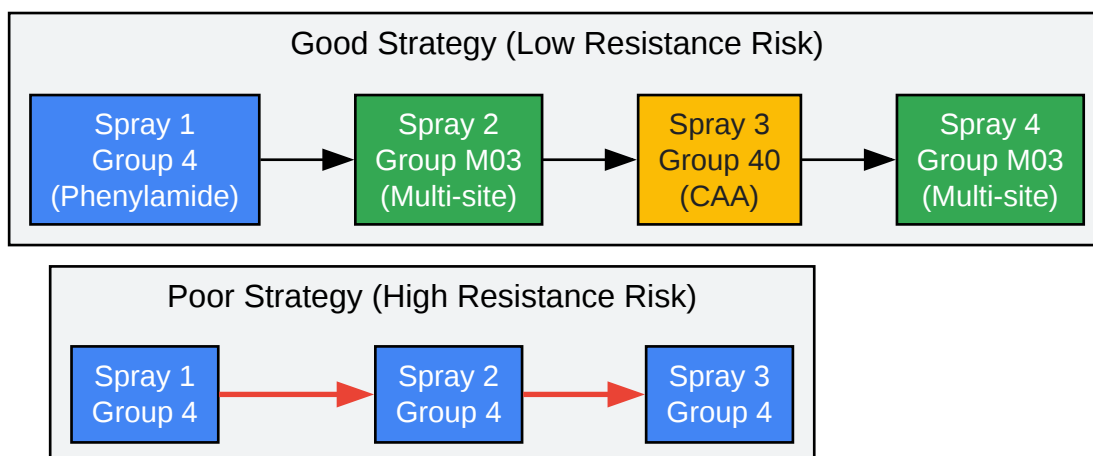 Good Strategy (Low Resistance Risk)
Spray 1
Group 4
(Phenylamide)
Spray 2
Group M03
(Multi-site)
Spray 3
Group 40
(CAA)
Spray 4
Group M03
(Multi-site)
Poor Strategy (High Resistance Risk)
Spray 1
Group 4
Spray 2
Group 4
Spray 3
Group 4